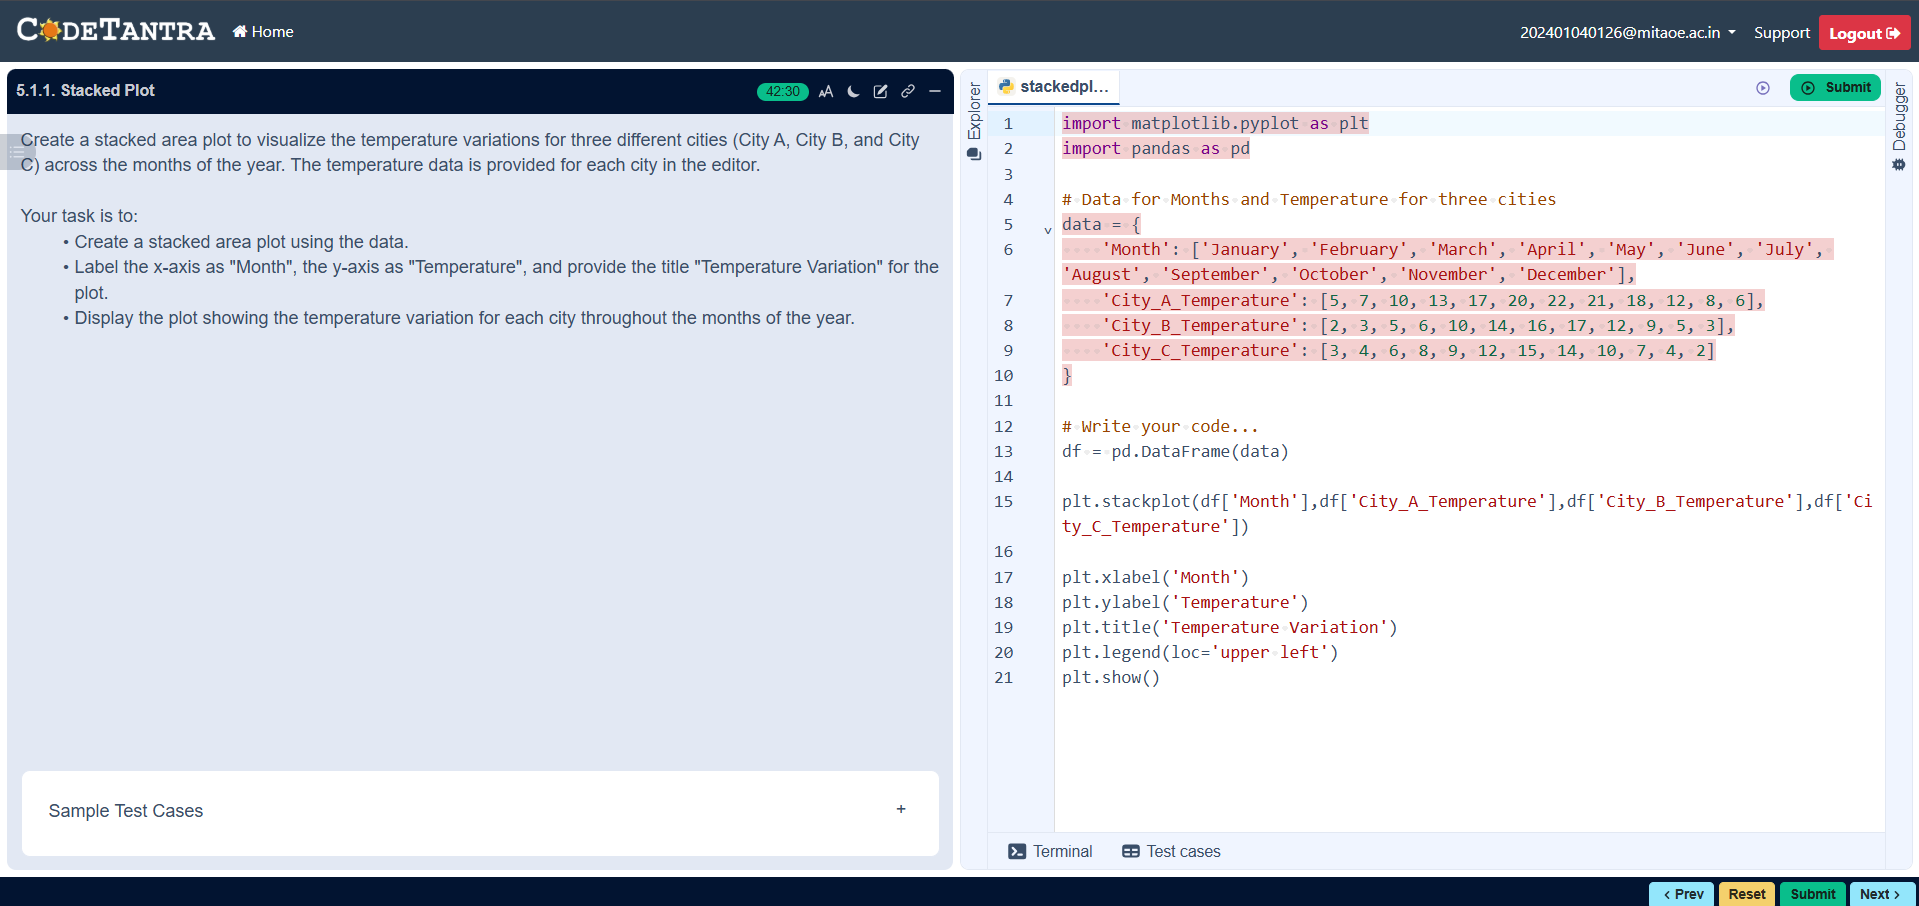 CODETANTRA Home 202401040126@mitaoe.ac.in Support Logout
5.1.1. Stacked Plot 42:30 AA
Create a stacked area plot to visualize the temperature variations for three different cities (City A, City B, and City
C) across the months of the year. The temperature data is provided for each city in the editor.
Your task is to:
• Create a stacked area plot using the data.
• Label the x-axis as "Month", the y-axis as "Temperature", and provide the title "Temperature Variation" for the
plot.
• Display the plot showing the temperature variation for each city throughout the months of the year.
Sample Test Cases +
Explorer
stackedpl...
Submit
Debugger
1 import matplotlib.pyplot as plt
2 import pandas as pd
3
4 # Data for Months and Temperature for three cities
5 data = {
6 'Month': ['January', 'February', 'March', 'April', 'May', 'June', 'July',
'August', 'September', 'October', 'November', 'December'],
7 'City_A_Temperature': [5, 7, 10, 13, 17, 20, 22, 21, 18, 12, 8, 6],
8 'City_B_Temperature': [2, 3, 5, 6, 10, 14, 16, 17, 12, 9, 5, 3],
9 'City_C_Temperature': [3, 4, 6, 8, 9, 12, 15, 14, 10, 7, 4, 2]
10 }
11
12 # Write your code...
13 df = pd.DataFrame(data)
14
15 plt.stackplot(df['Month'],df['City_A_Temperature'],df['City_B_Temperature'],df['Ci
ty_C_Temperature'])
16
17 plt.xlabel('Month')
18 plt.ylabel('Temperature')
19 plt.title('Temperature Variation')
20 plt.legend(loc='upper left')
21 plt.show()
Terminal Test cases
< Prev Reset Submit Next >